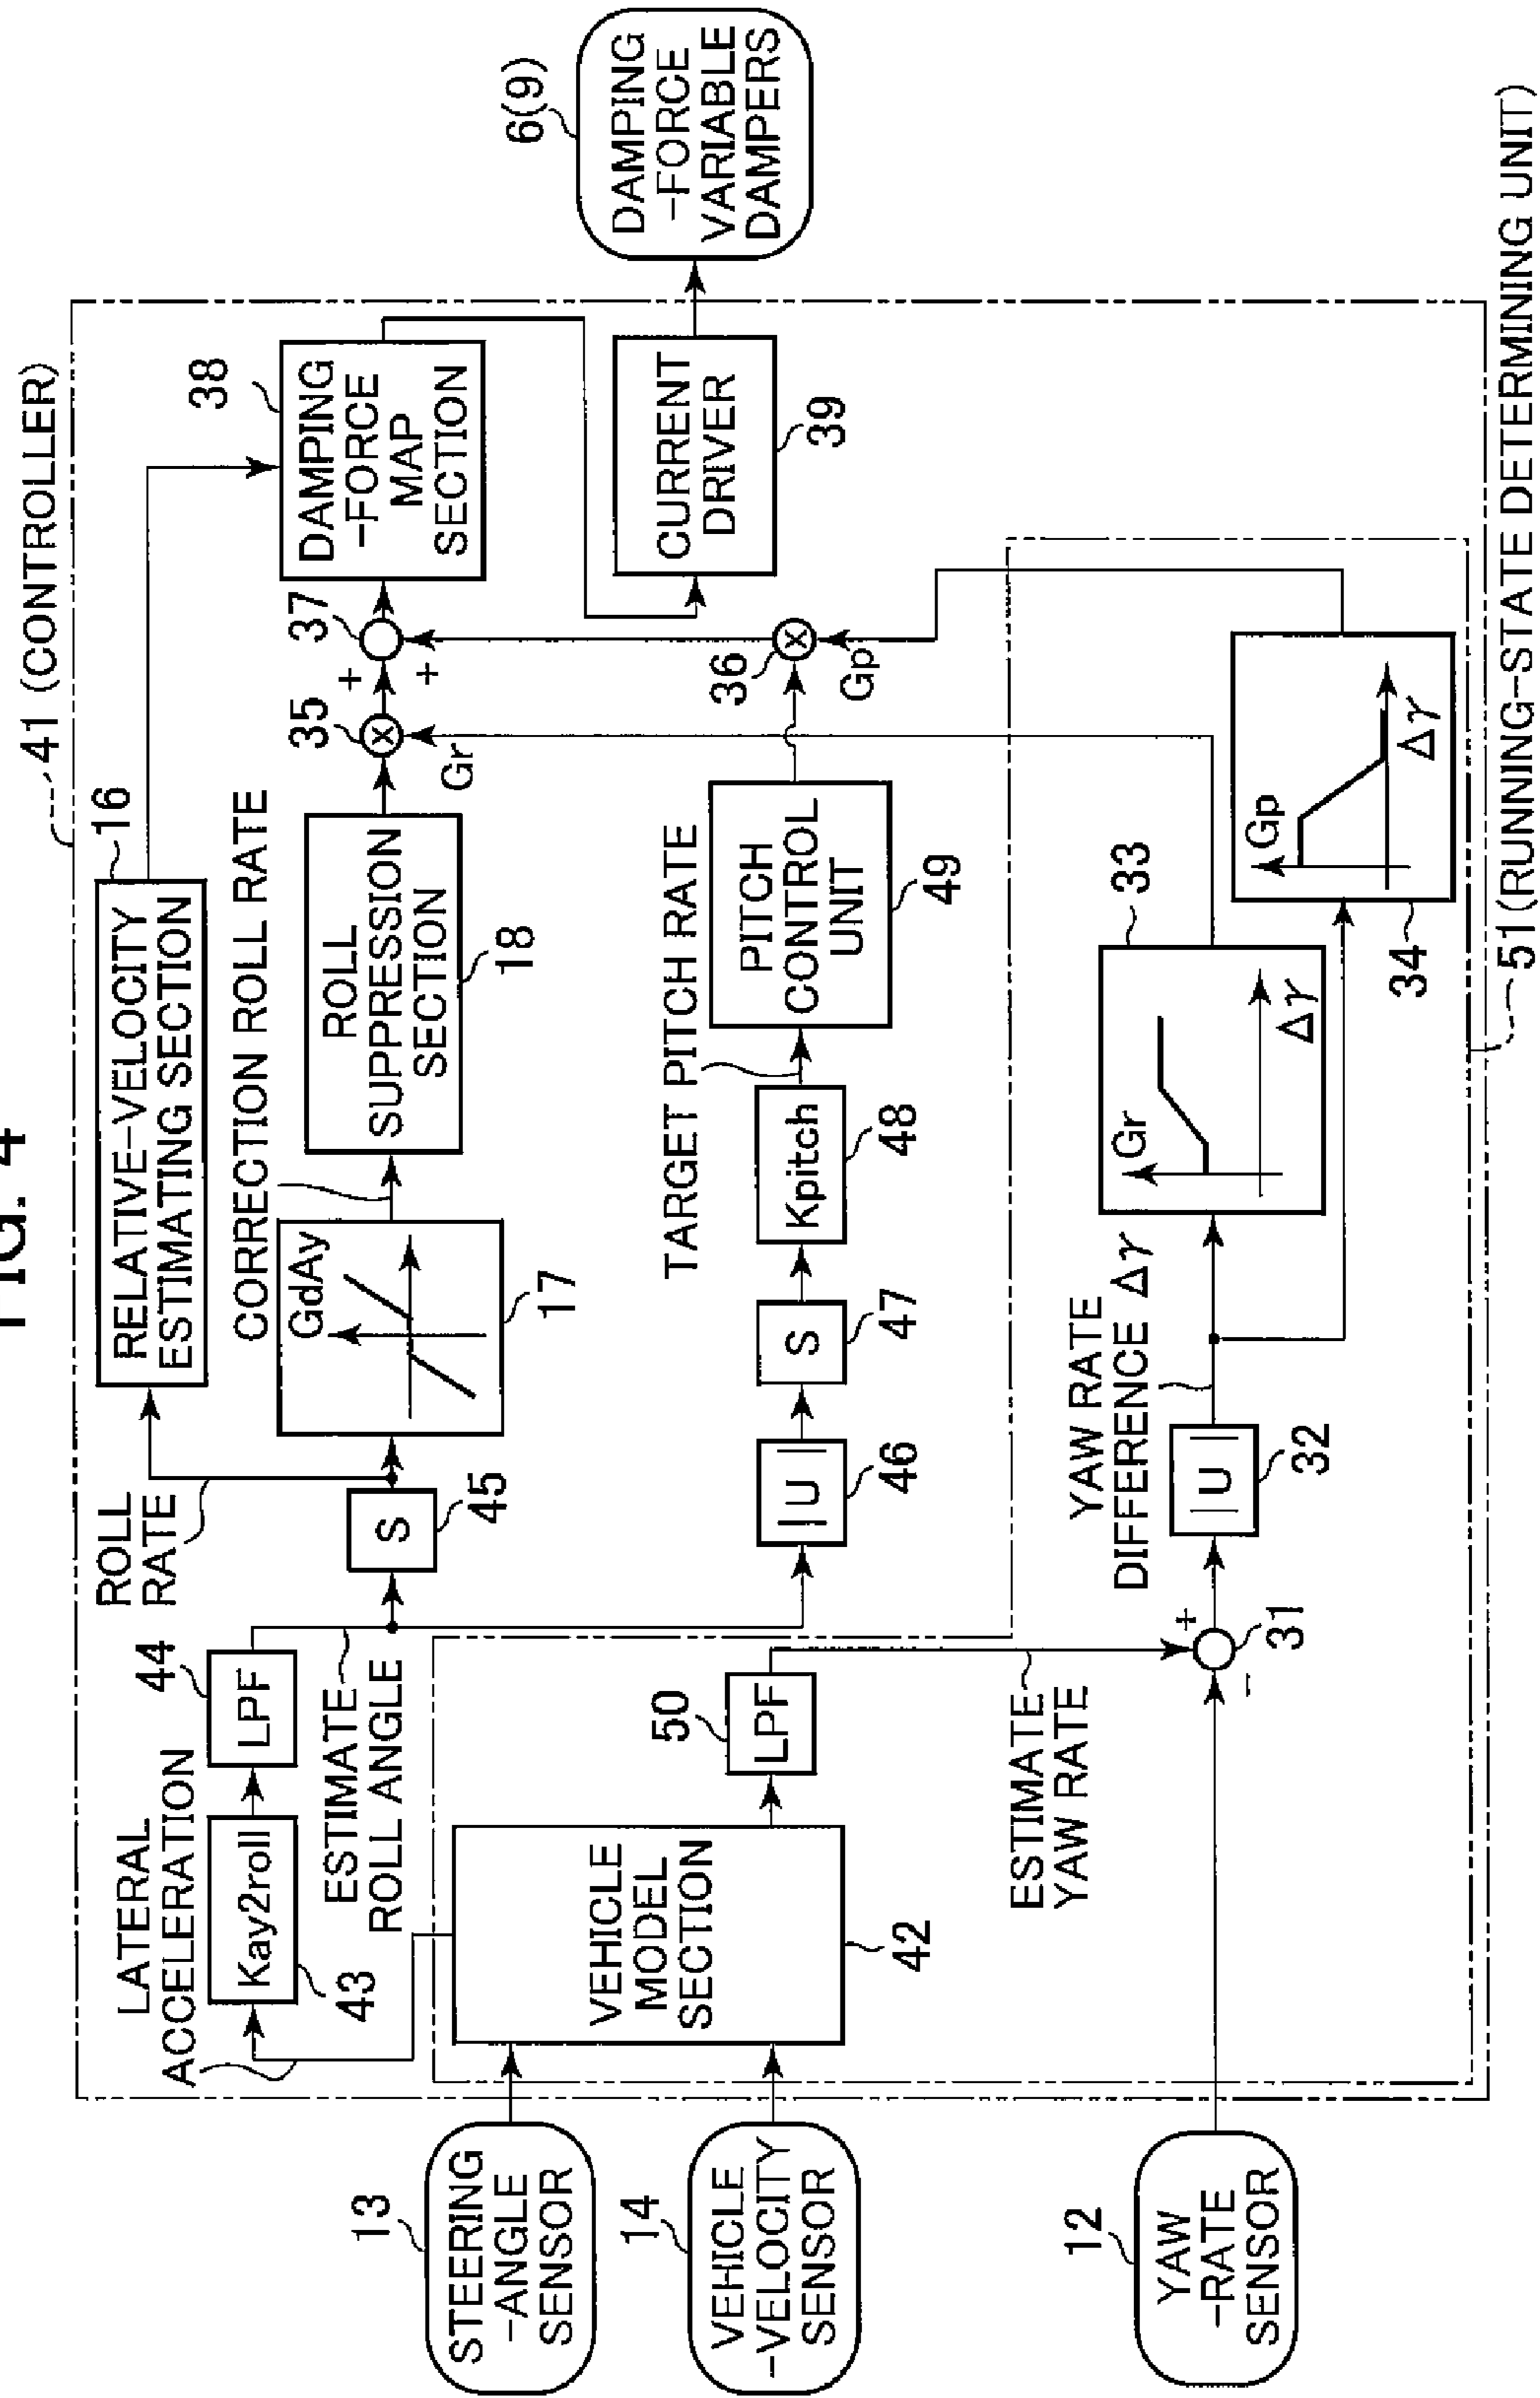 FIG. 4
41 (CONTROLLER)
16
RELATIVE-VELOCITY
ESTIMATING SECTION
ROLL
RATE
LATERAL
ACCELERATION
Kay2roll
43
44
LPF
ESTIMATE
ROLL ANGLE
S
45
GdAy
17
CORRECTION ROLL RATE
ROLL
SUPPRESSION
SECTION
18
35
X
Gr
+
+
37
38
DAMPING
-FORCE
MAP
SECTION
CURRENT
DRIVER
39
6(9)
DAMPING
-FORCE
VARIABLE
DAMPERS
13
STEERING
-ANGLE
SENSOR
14
VEHICLE
-VELOCITY
SENSOR
VEHICLE
MODEL
SECTION
42
50
LPF
ESTIMATE
YAW RATE
|U|
46
S
47
Kpitch
48
TARGET PITCH RATE
PITCH
CONTROL
UNIT
49
36
X
Gp
12
YAW
-RATE
SENSOR
+
-
31
|U|
32
YAW RATE
DIFFERENCE Δγ
33
Gr
Δγ
34
Gp
Δγ
51 (RUNNING-STATE DETERMINING UNIT)